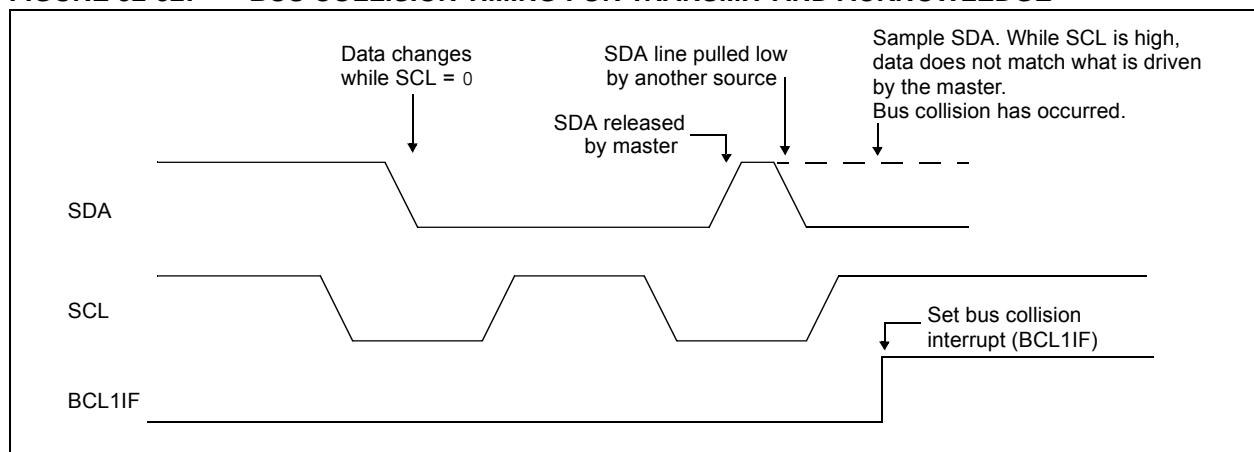 FIGURE 32-32: BUS COLLISION TIMING FOR TRANSMIT AND ACKNOWLEDGE
Data changes
while SCL = 0
SDA line pulled low
by another source
Sample SDA. While SCL is high,
data does not match what is driven
by the master.
Bus collision has occurred.
SDA released
by master
SDA
SCL
Set bus collision
interrupt (BCL1IF)
BCL1IF